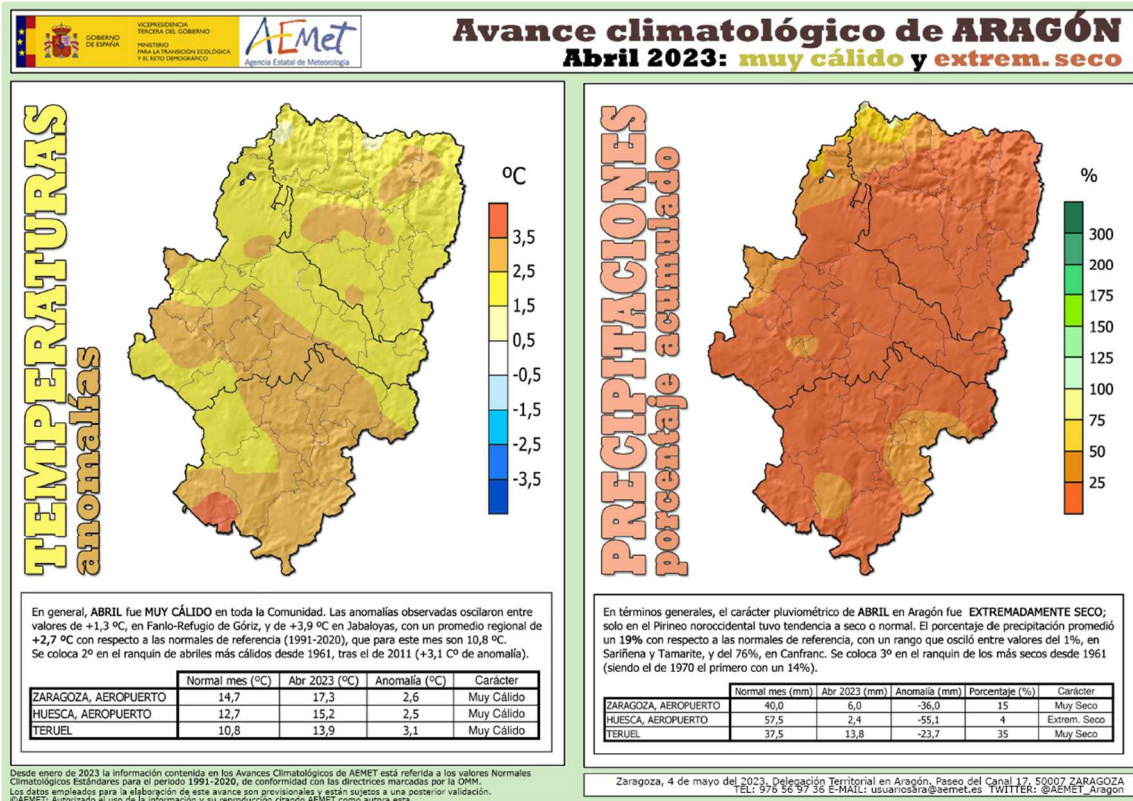 GOBIERNO
DE ESPAÑA
VICEPRESIDENCIA
TERCERA DEL GOBIERNO
MINISTERIO
PARA LA TRANSICIÓN ECOLÓGICA
Y EL RETO DEMOGRÁFICO
AEMet
Agencia Estatal de Meteorología
Avance climatológico de ARAGÓN
Abril 2023: muy cálido y extrem. seco
TEMPERATURAS
anomalías
ºC
3,5
2,5
1,5
0,5
-0,5
-1,5
-2,5
-3,5
En general, ABRIL fue MUY CÁLIDO en toda la Comunidad. Las anomalías observadas oscilaron entre
valores de +1,3 ºC, en Fanlo-Refugio de Góriz, y de +3,9 ºC en Jabaloyas, con un promedio regional de
+2,7 ºC con respecto a las normales de referencia (1991-2020), que para este mes son 10,8 ºC.
Se coloca 2º en el ranquin de abriles más cálidos desde 1961, tras el de 2011 (+3,1 Cº de anomalía).
Normal mes (ºC) Abr 2023 (ºC) Anomalía (ºC) Carácter
ZARAGOZA, AEROPUERTO 14,7 17,3 2,6 Muy Cálido
HUESCA, AEROPUERTO 12,7 15,2 2,5 Muy Cálido
TERUEL 10,8 13,9 3,1 Muy Cálido
PRECIPITACIONES
porcentaje acumulado
%
300
200
175
150
125
100
75
50
25
En términos generales, el carácter pluviométrico de ABRIL en Aragón fue EXTREMADAMENTE SECO;
solo en el Pirineo noroccidental tuvo tendencia a seco o normal. El porcentaje de precipitación promedió
un 19% con respecto a las normales de referencia, con un rango que osciló entre valores del 1%, en
Sariñena y Tamarite, y del 76%, en Canfranc. Se coloca 3º en el ranquin de los más secos desde 1961
(siendo el de 1970 el primero con un 14%).
Normal mes (mm) Abr 2023 (mm) Anomalía (mm) Porcentaje (%) Carácter
ZARAGOZA, AEROPUERTO 40,0 6,0 -36,0 15 Muy Seco
HUESCA, AEROPUERTO 57,5 2,4 -55,1 4 Extrem. Seco
TERUEL 37,5 13,8 -23,7 35 Muy Seco
Desde enero de 2023 la información contenida en los Avances Climatológicos de AEMET está referida a los valores Normales
Climatológicos Estándares para el periodo 1991-2020, de conformidad con las directrices marcadas por la OMM.
Los datos empleados para la elaboración de este avance son provisionales y están sujetos a una posterior validación.
©AEMET: Autorizado el uso de la información y su reproducción citando AEMET como autora esta
Zaragoza, 4 de mayo del 2023. Delegación Territorial en Aragón. Paseo del Canal 17. 50007 ZARAGOZA
TEL: 976 56 97 36 E-MAIL: usuariosara@aemet.es TWITTER: @AEMET_Aragon